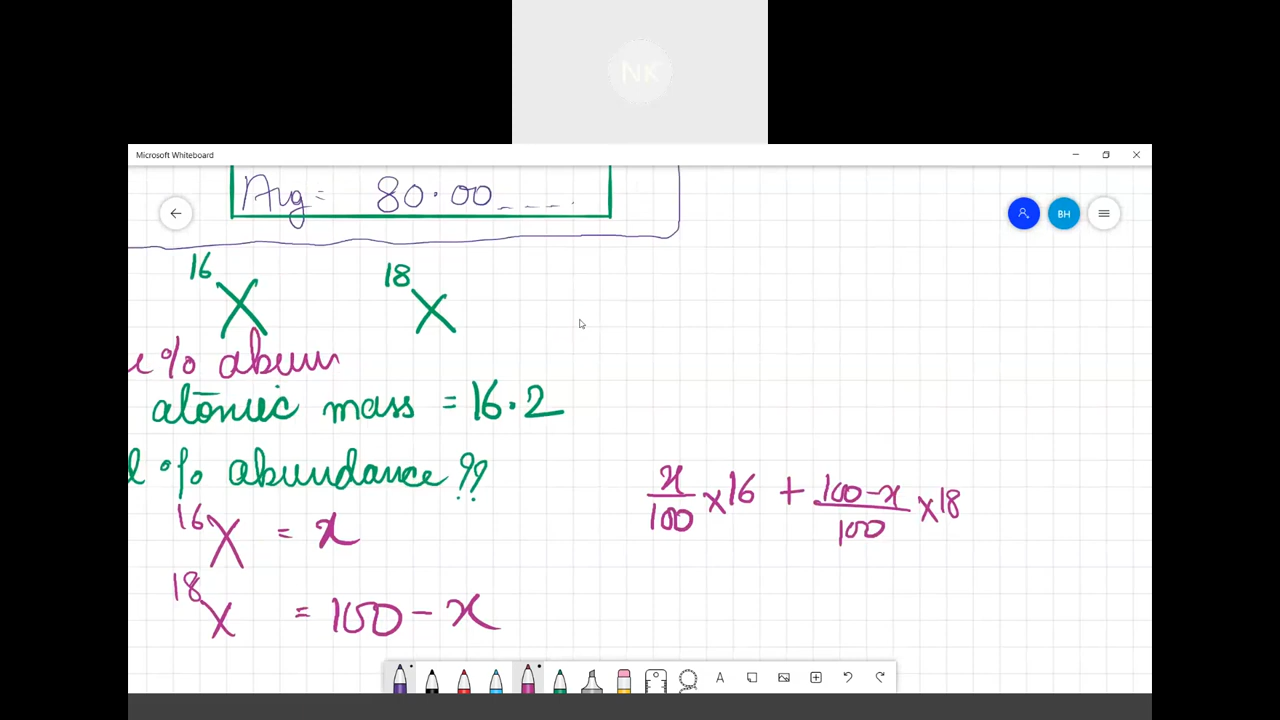 NK
Microsoft Whiteboard
Avg = 80.00 _ _ _ .
BH
16X 18X
% abun
atomic mass = 16.2
% abundance ??
x/100 × 16 + 100-x/100 × 18
16X = x
18X = 100 - x
A